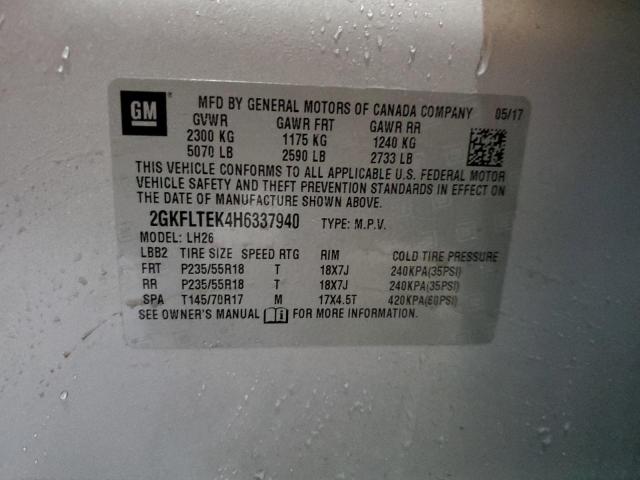 GM
MFD BY GENERAL MOTORS OF CANADA COMPANY 05/17
GVWR GAWR FRT GAWR RR
2300 KG 1175 KG 1240 KG
5070 LB 2590 LB 2733 LB
THIS VEHICLE CONFORMS TO ALL APPLICABLE U.S. FEDERAL MOTOR
VEHICLE SAFETY AND THEFT PREVENTION STANDARDS IN EFFECT ON
THE DATE OF MANUFACTURE SHOWN ABOVE.
2GKFLTEK4H6337940 TYPE: M.P.V.
MODEL: LH26
LBB2 TIRE SIZE SPEED RTG RIM COLD TIRE PRESSURE
FRT P235/55R18 T 18X7J 240KPA(35PSI)
RR P235/55R18 T 18X7J 240KPA(35PSI)
SPA T145/70R17 M 17X4.5T 420KPA(60PSI)
SEE OWNER'S MANUAL FOR MORE INFORMATION.